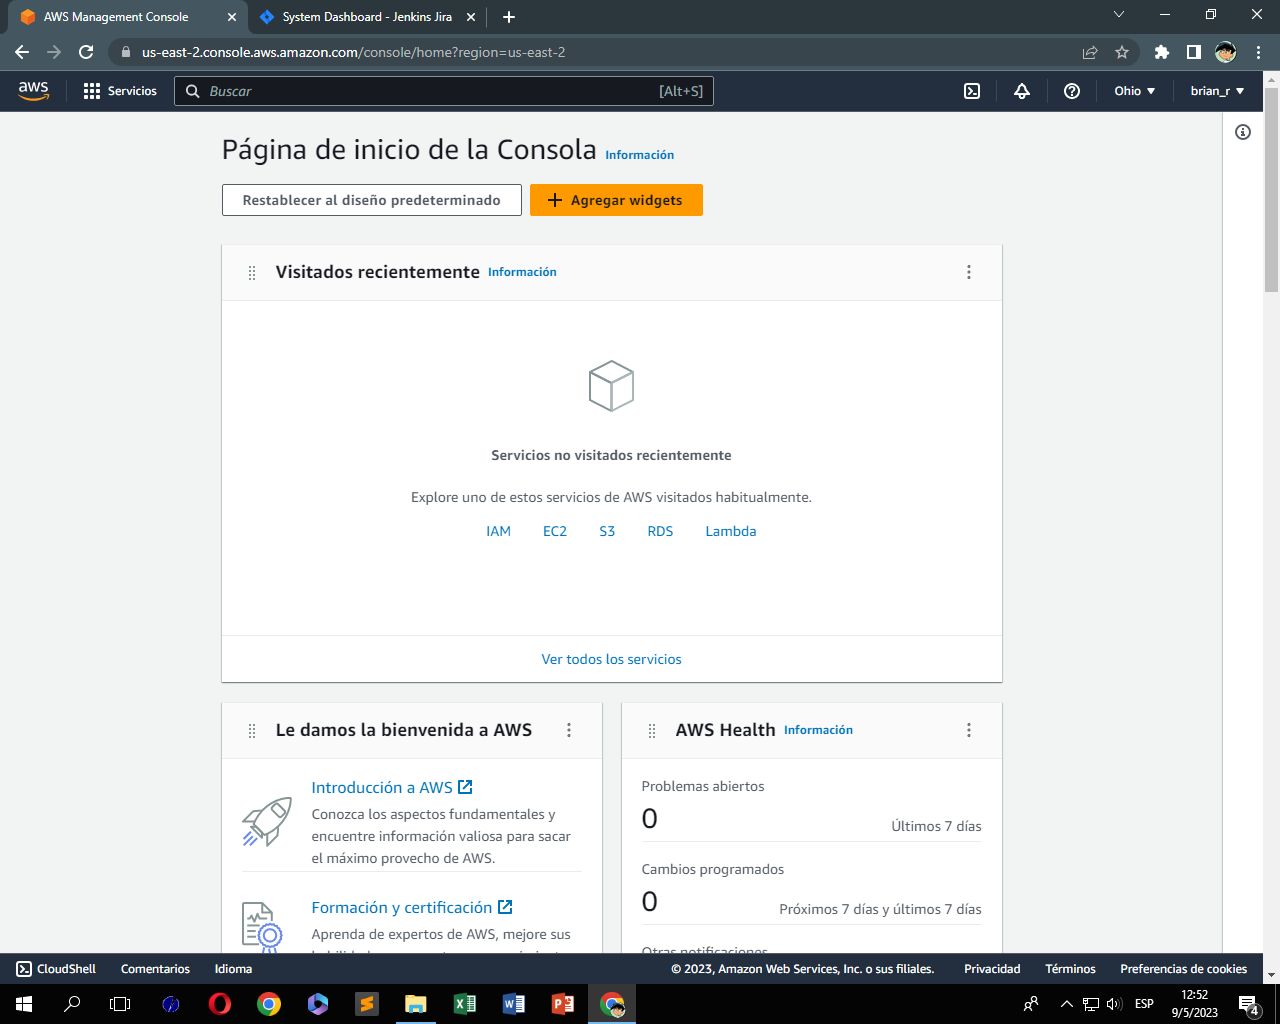 AWS Management Console
System Dashboard - Jenkins Jira
us-east-2.console.aws.amazon.com/console/home?region=us-east-2
aws
Servicios
Buscar
[Alt+S]
Ohio
brian_r
Página de inicio de la Consola Información
Restablecer al diseño predeterminado
Agregar widgets
Visitados recientemente Información
Servicios no visitados recientemente
Explore uno de estos servicios de AWS visitados habitualmente.
IAM EC2 S3 RDS Lambda
Ver todos los servicios
Le damos la bienvenida a AWS
Introducción a AWS
Conozca los aspectos fundamentales y
encuentre información valiosa para sacar
el máximo provecho de AWS.
Formación y certificación
Aprenda de expertos de AWS, mejore sus
AWS Health Información
Problemas abiertos
0
Últimos 7 días
Cambios programados
0
Próximos 7 días y últimos 7 días
Otras notificaciones
CloudShell Comentarios Idioma
© 2023, Amazon Web Services, Inc. o sus filiales. Privacidad Términos Preferencias de cookies
ESP
12:52
9/5/2023
4